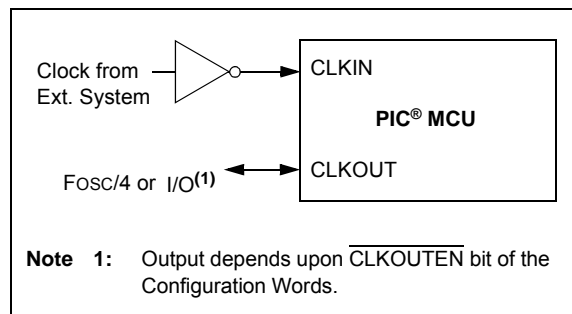 Clock from
Ext. System
CLKIN
PIC® MCU
CLKOUT
FOSC/4 or I/O(1)
Note 1: Output depends upon CLKOUTEN bit of the
Configuration Words.